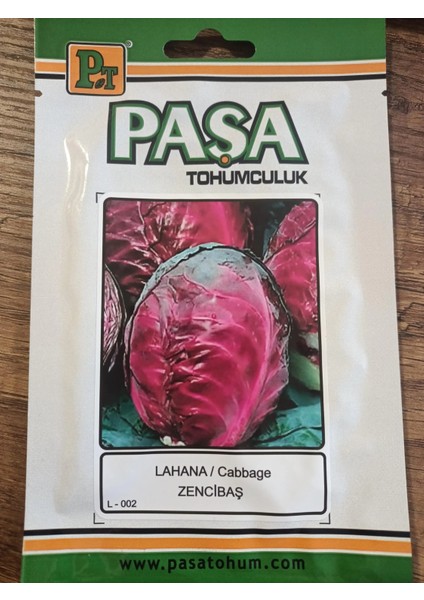 PT
PAŞA
TOHUMCULUK
LAHANA / Cabbage
ZENCİBAŞ
L - 002
www.pasatohum.com